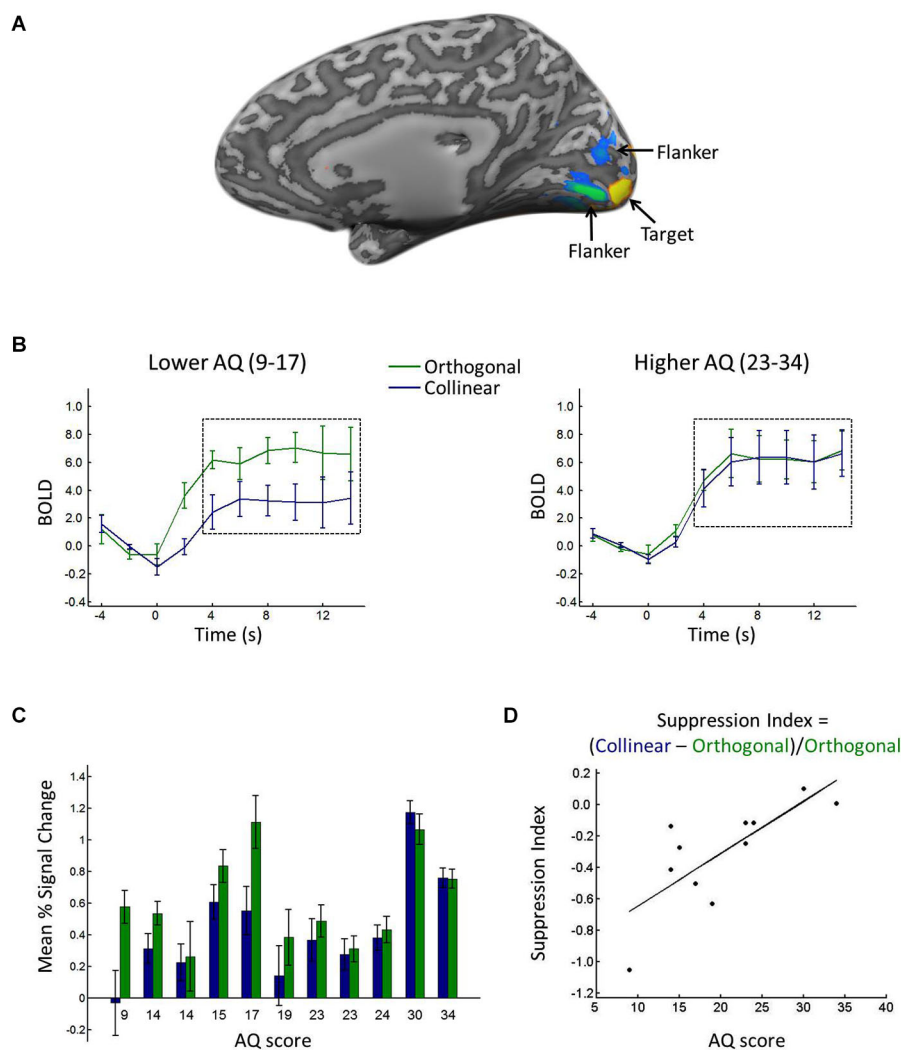 A
Flanker
Target
Flanker
B
Lower AQ (9-17)
Orthogonal
Collinear
Higher AQ (23-34)
BOLD
1.0
8.0
6.0
4.0
2.0
0.0
-0.2
-0.4
-4
0
4
8
12
Time (s)
BOLD
1.0
8.0
6.0
4.0
2.0
0.0
-0.2
-0.4
-4
0
4
8
12
Time (s)
C
Mean % Signal Change
1.4
1.2
1
0.8
0.6
0.4
0.2
0
-0.2
9 14 14 15 17 19 23 23 24 30 34
AQ score
D
Suppression Index =
(Collinear – Orthogonal)/Orthogonal
Suppression Index
0.2
0.0
-0.2
-0.4
-0.6
-0.8
-1.0
-1.2
5 10 15 20 25 30 35 40
AQ score